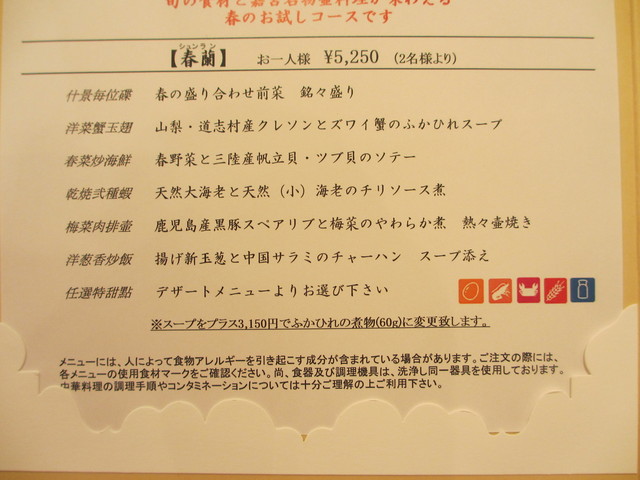 春のお試しコースです
シュンラン
【春蘭】 お一人様 ¥5,250 (2名様より)
什景毎位碟 春の盛り合わせ前菜 銘々盛り
洋菜蟹玉翅 山梨・道志村産クレソンとズワイ蟹のふかひれスープ
春菜炒海鮮 春野菜と三陸産帆立貝・ツブ貝のソテー
乾焼弐種蝦 天然大海老と天然(小)海老のチリソース煮
梅菜肉排壷 鹿児島産黒豚スペアリブと梅菜のやわらか煮 熱々壷焼き
洋葱香炒飯 揚げ新玉葱と中国サラミのチャーハン スープ添え
任選特甜點 デザートメニューよりお選び下さい
※スープをプラス3,150円でふかひれの煮物(60g)に変更致します。
メニューには、人によって食物アレルギーを引き起こす成分が含まれている場合があります。ご注文の際には、
各メニューの使用食材マークをご確認ください。尚、食器及び調理機具は、洗浄し同一器具を使用しております。
中華料理の調理手順やコンタミネーションについては十分ご理解の上ご利用下さい。